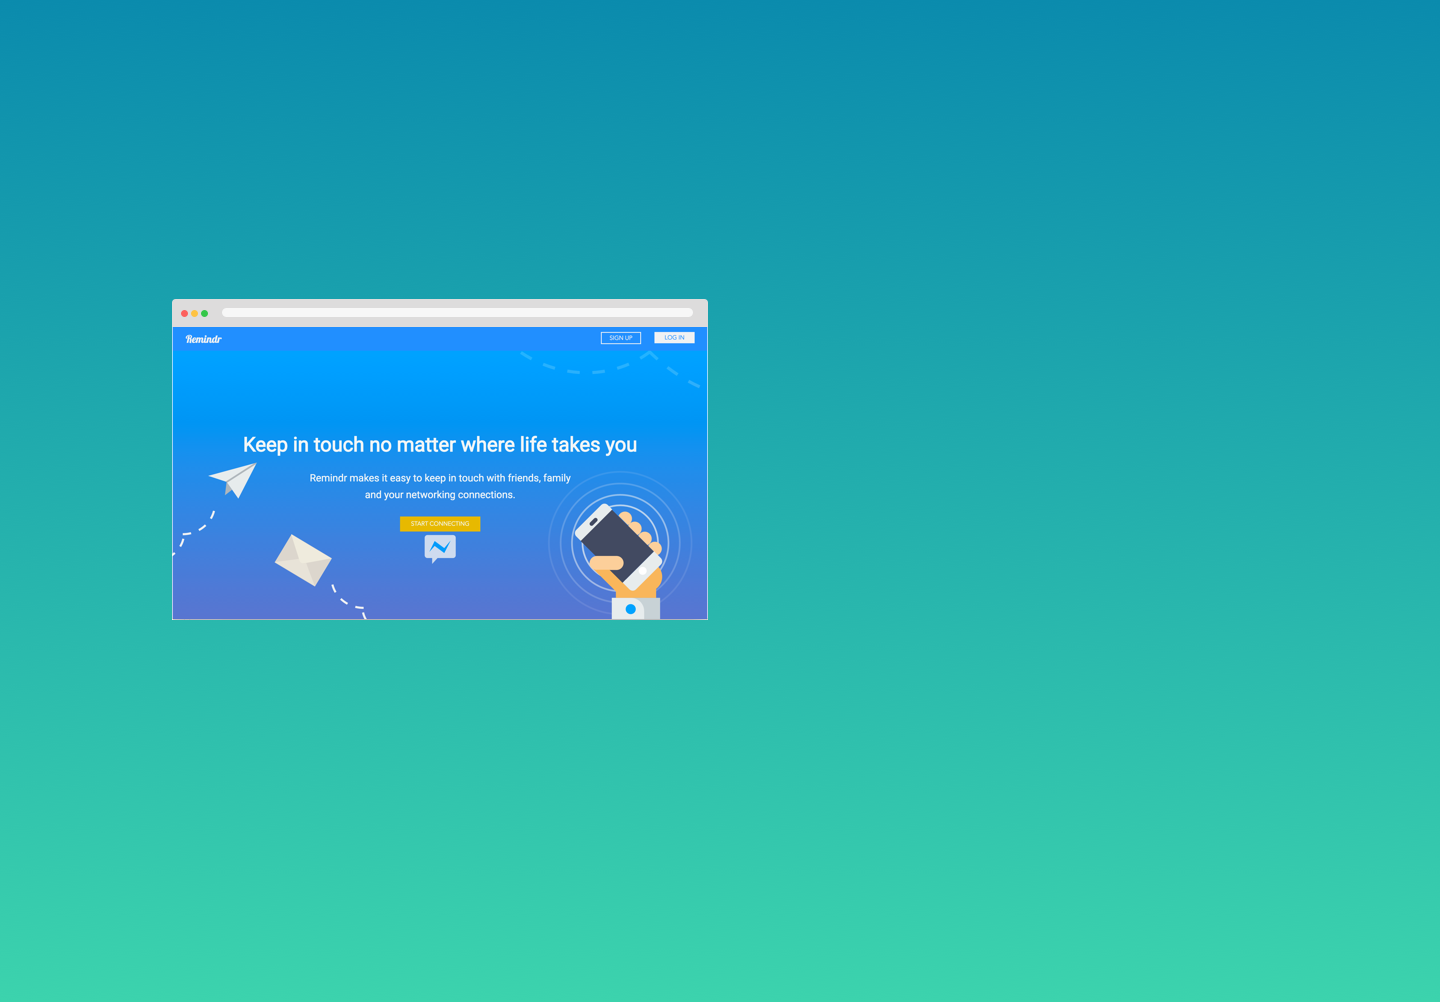 Remindr
SIGN UP
LOG IN
Keep in touch no matter where life takes you
Remindr makes it easy to keep in touch with friends, family
and your networking connections.
START CONNECTING